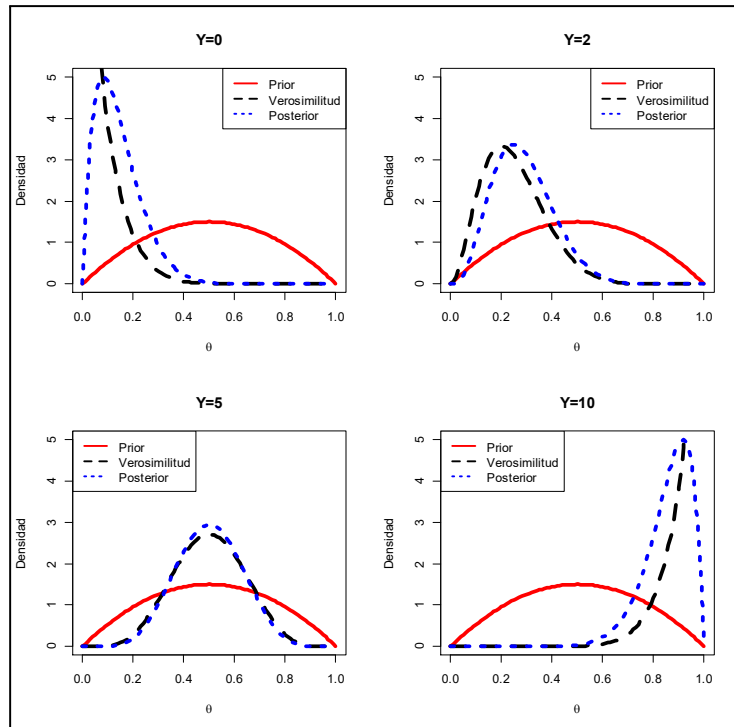 Y=0
Prior
Verosimilitud
Posterior
Densidad
0 1 2 3 4 5
0.0 0.2 0.4 0.6 0.8 1.0
θ
Y=2
Prior
Verosimilitud
Posterior
Densidad
0 1 2 3 4 5
0.0 0.2 0.4 0.6 0.8 1.0
θ
Y=5
Prior
Verosimilitud
Posterior
Densidad
0 1 2 3 4 5
0.0 0.2 0.4 0.6 0.8 1.0
θ
Y=10
Prior
Verosimilitud
Posterior
Densidad
0 1 2 3 4 5
0.0 0.2 0.4 0.6 0.8 1.0
θ